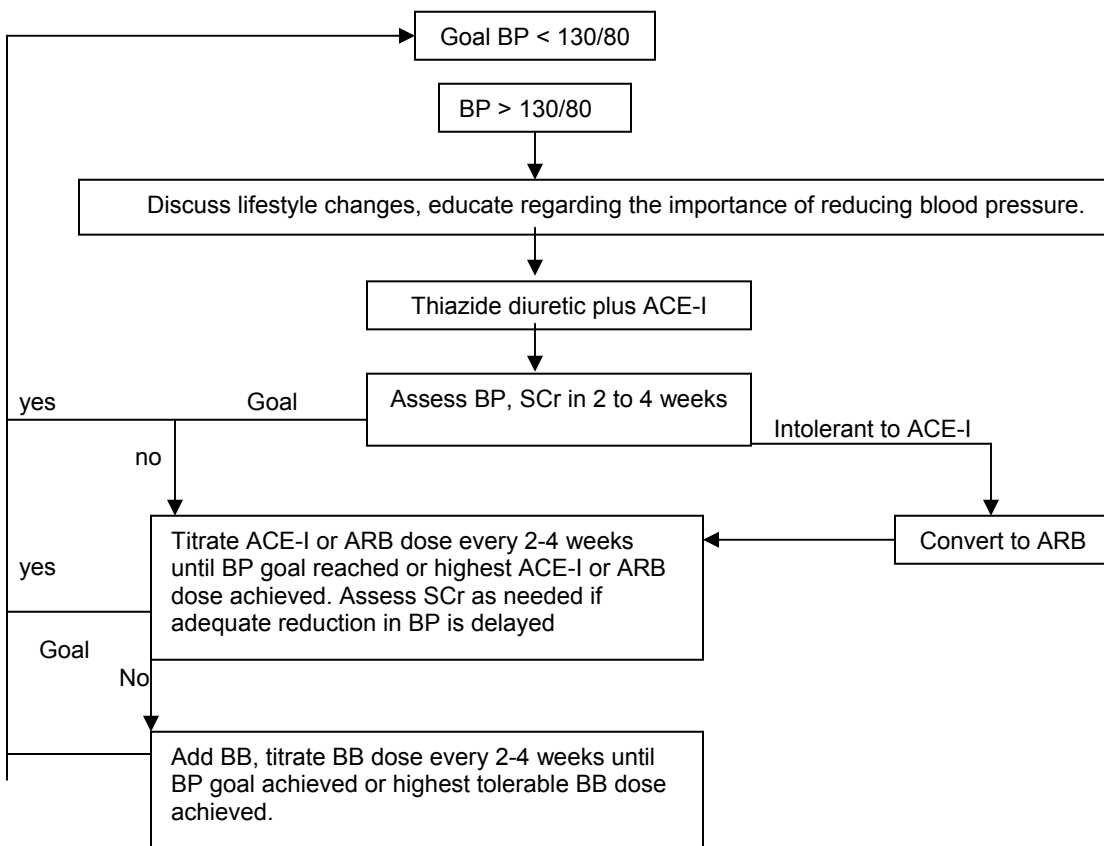 Goal BP < 130/80
BP > 130/80
Discuss lifestyle changes, educate regarding the importance of reducing blood pressure.
Thiazide diuretic plus ACE-I
Assess BP, SCr in 2 to 4 weeks
yes
Goal
Intolerant to ACE-I
no
Titrate ACE-I or ARB dose every 2-4 weeks
until BP goal reached or highest ACE-I or ARB
dose achieved. Assess SCr as needed if
adequate reduction in BP is delayed
Convert to ARB
yes
Goal
No
Add BB, titrate BB dose every 2-4 weeks until
BP goal achieved or highest tolerable BB dose
achieved.